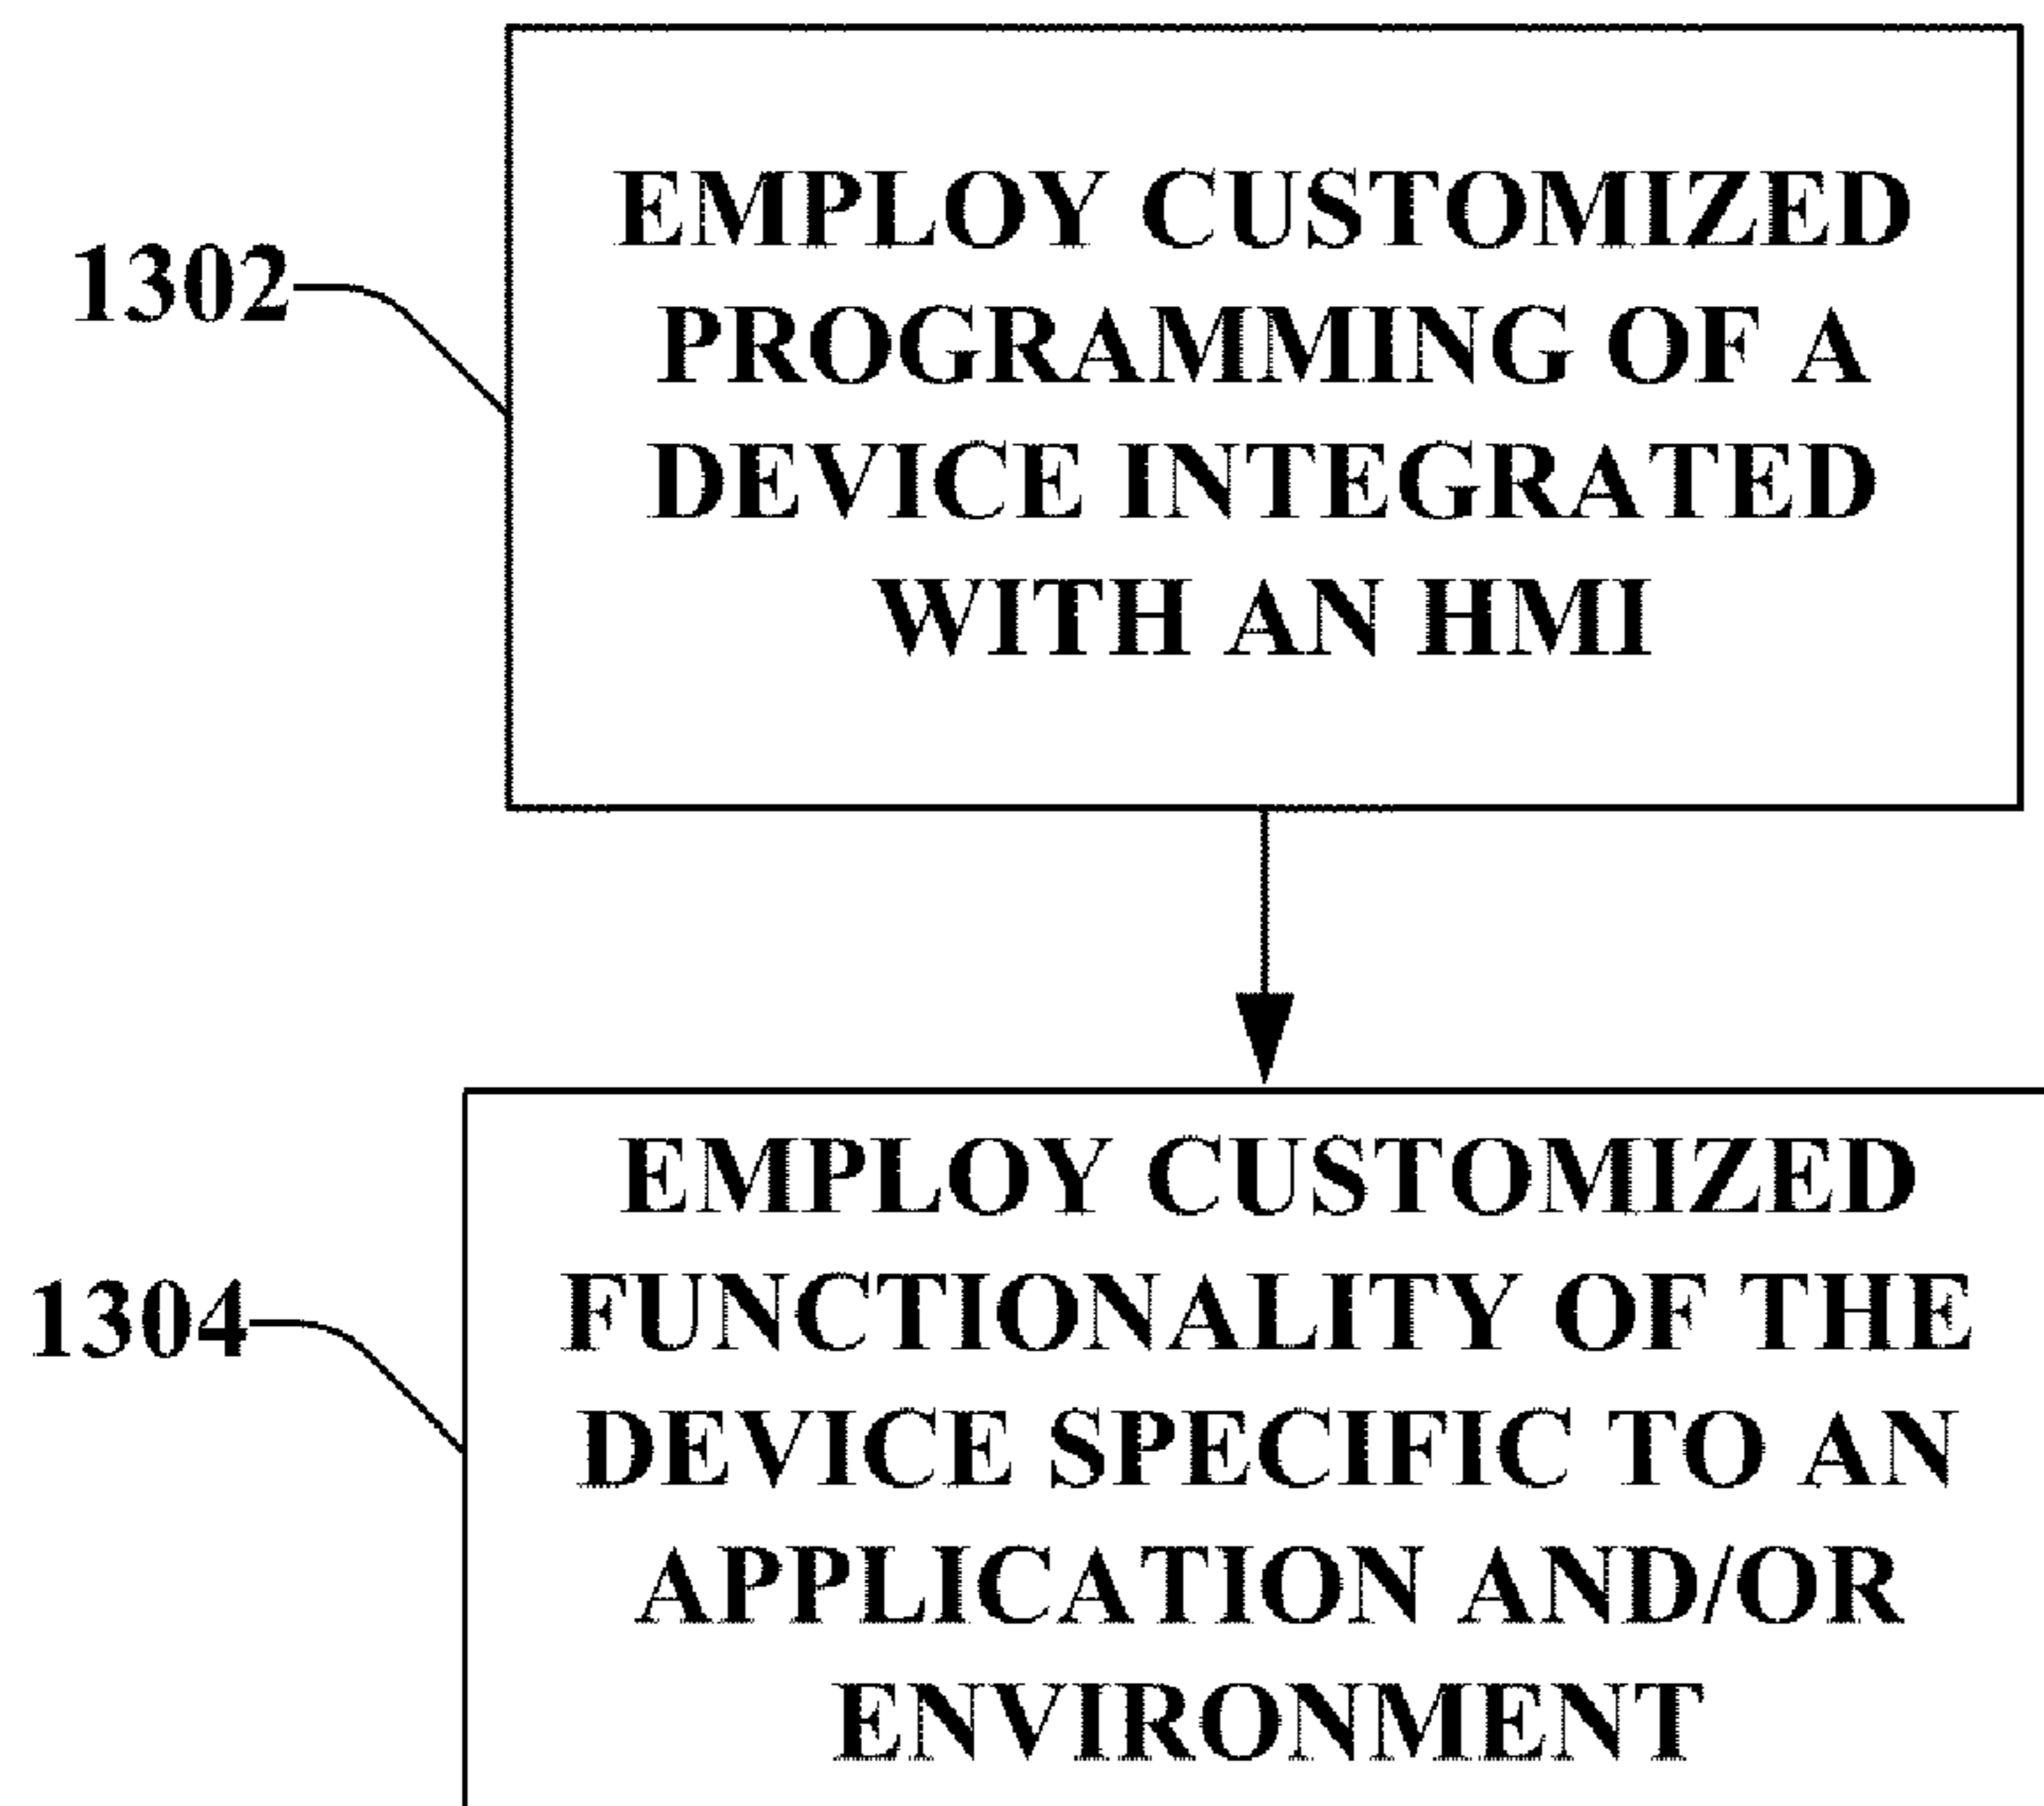 EMPLOY CUSTOMIZED
1302
PROGRAMMING OF A
DEVICE INTEGRATED
WITH AN HMI
EMPLOY CUSTOMIZED
1304
FUNCTIONALITY OF THE
DEVICE SPECIFIC TO AN
APPLICATION AND/OR
ENVIRONMENT